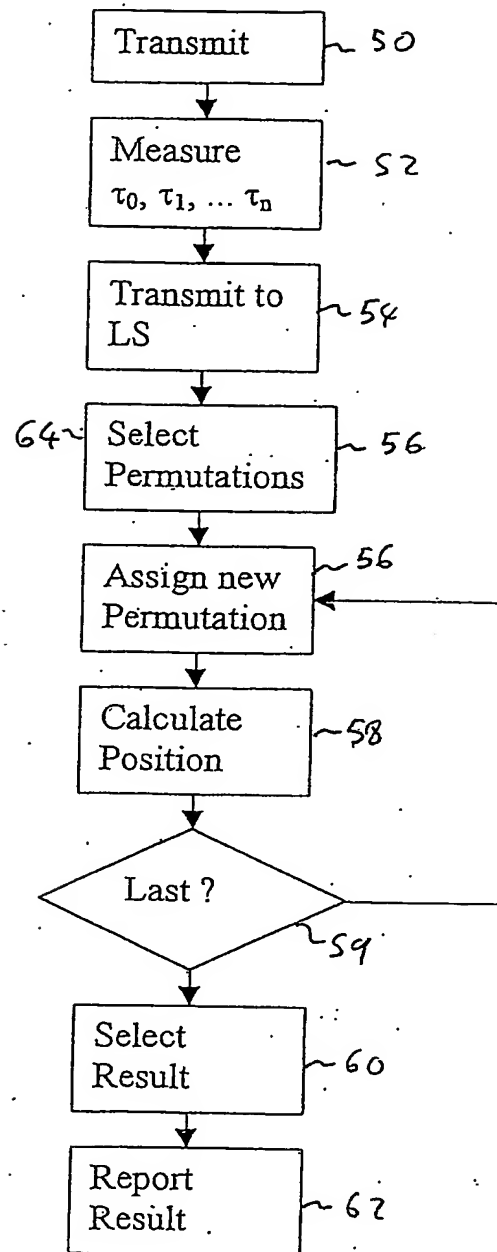 Transmit 50
Measure 52
τ0, τ1, ... τn
Transmit to 54
LS
64 Select 56
Permutations
Assign new 56
Permutation
Calculate 58
Position
Last ?
59
Select
Result 60
Report
Result 62